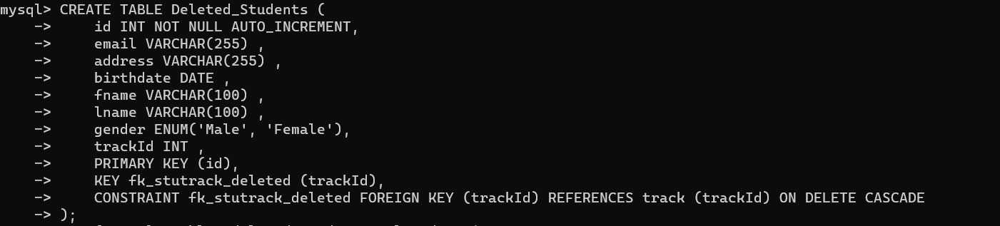 mysql> CREATE TABLE Deleted_Students (
    ->     id INT NOT NULL AUTO_INCREMENT,
    ->     email VARCHAR(255) ,
    ->     address VARCHAR(255) ,
    ->     birthdate DATE ,
    ->     fname VARCHAR(100) ,
    ->     lname VARCHAR(100) ,
    ->     gender ENUM('Male', 'Female'),
    ->     trackId INT ,
    ->     PRIMARY KEY (id),
    ->     KEY fk_stutrack_deleted (trackId),
    ->     CONSTRAINT fk_stutrack_deleted FOREIGN KEY (trackId) REFERENCES track (trackId) ON DELETE CASCADE
    -> );